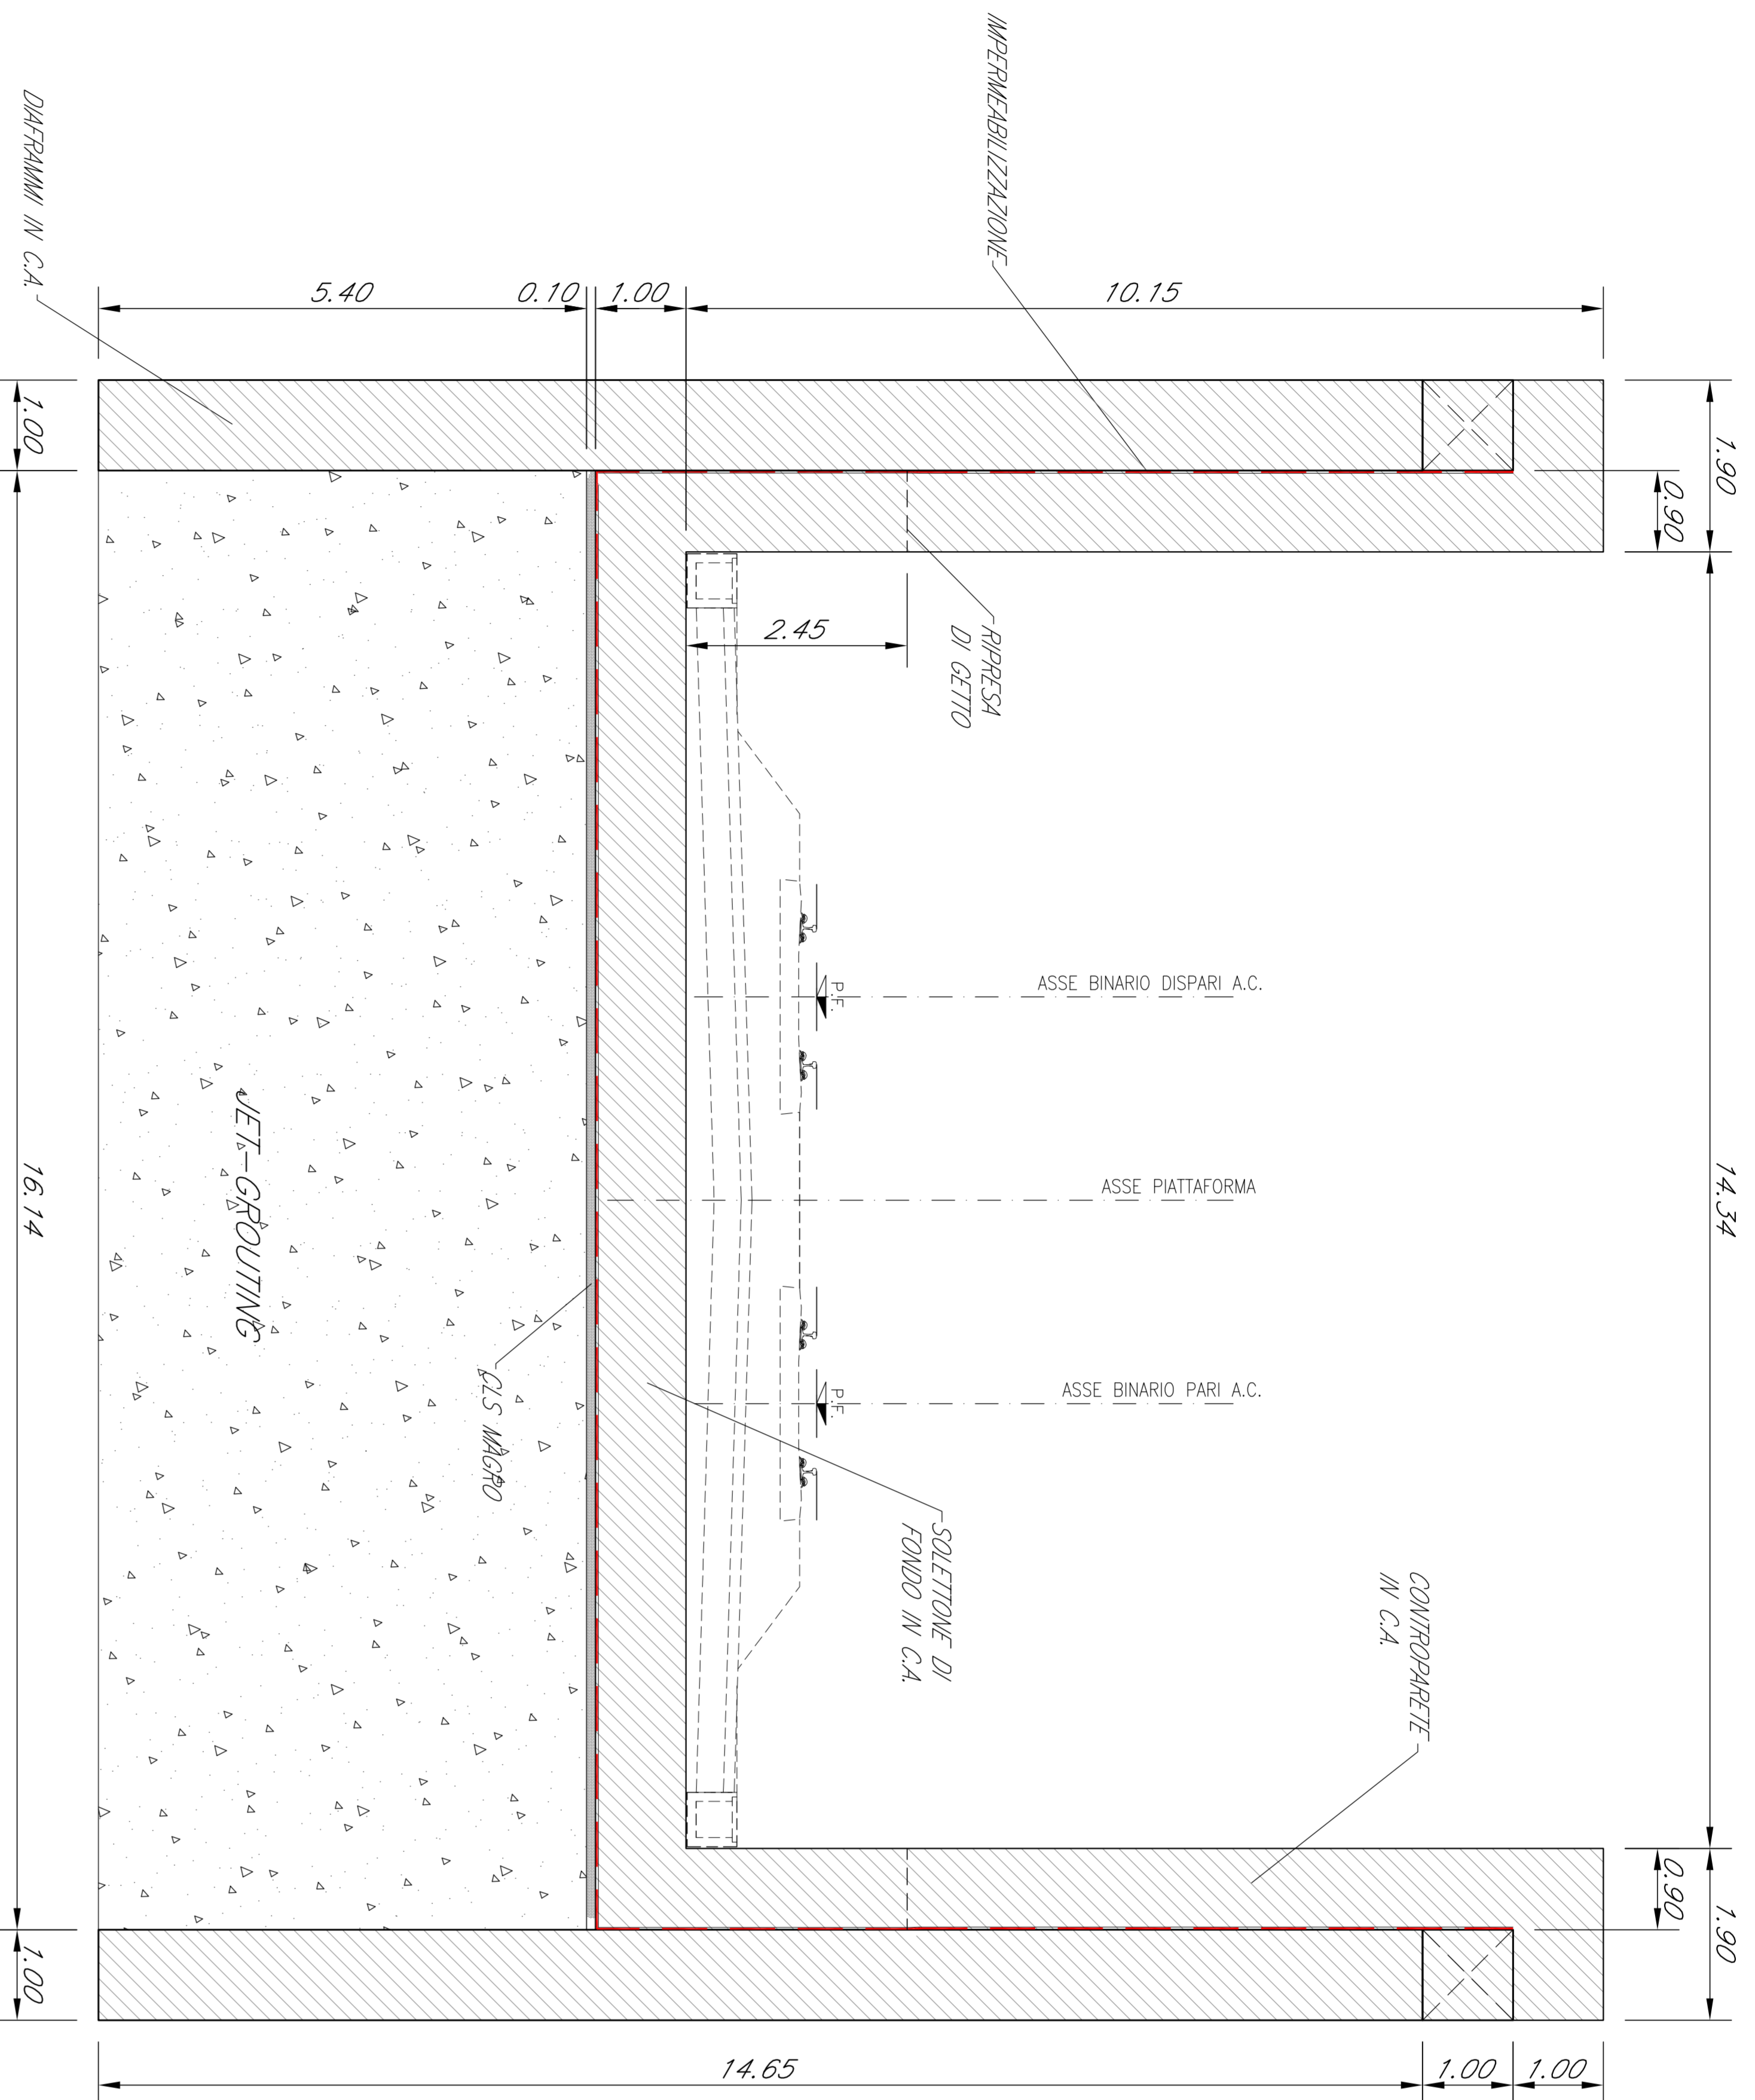 1.90
14.34
1.90
0.90
0.90
IMPERMEABILIZZAZIONE
10.15
1.00
0.10
5.40
DIAFRAMMI IN C.A.
RIPRESA
DI GETTO
2.45
ASSE BINARIO DISPARI A.C.
P.F.
ASSE PIATTAFORMA
ASSE BINARIO PARI A.C.
P.F.
CONTROPARETE
IN C.A.
SOLETTONE DI
FONDO IN C.A.
CLS MAGRO
JET-GROUTING
1.00
1.00
14.65
1.00
16.14
1.00